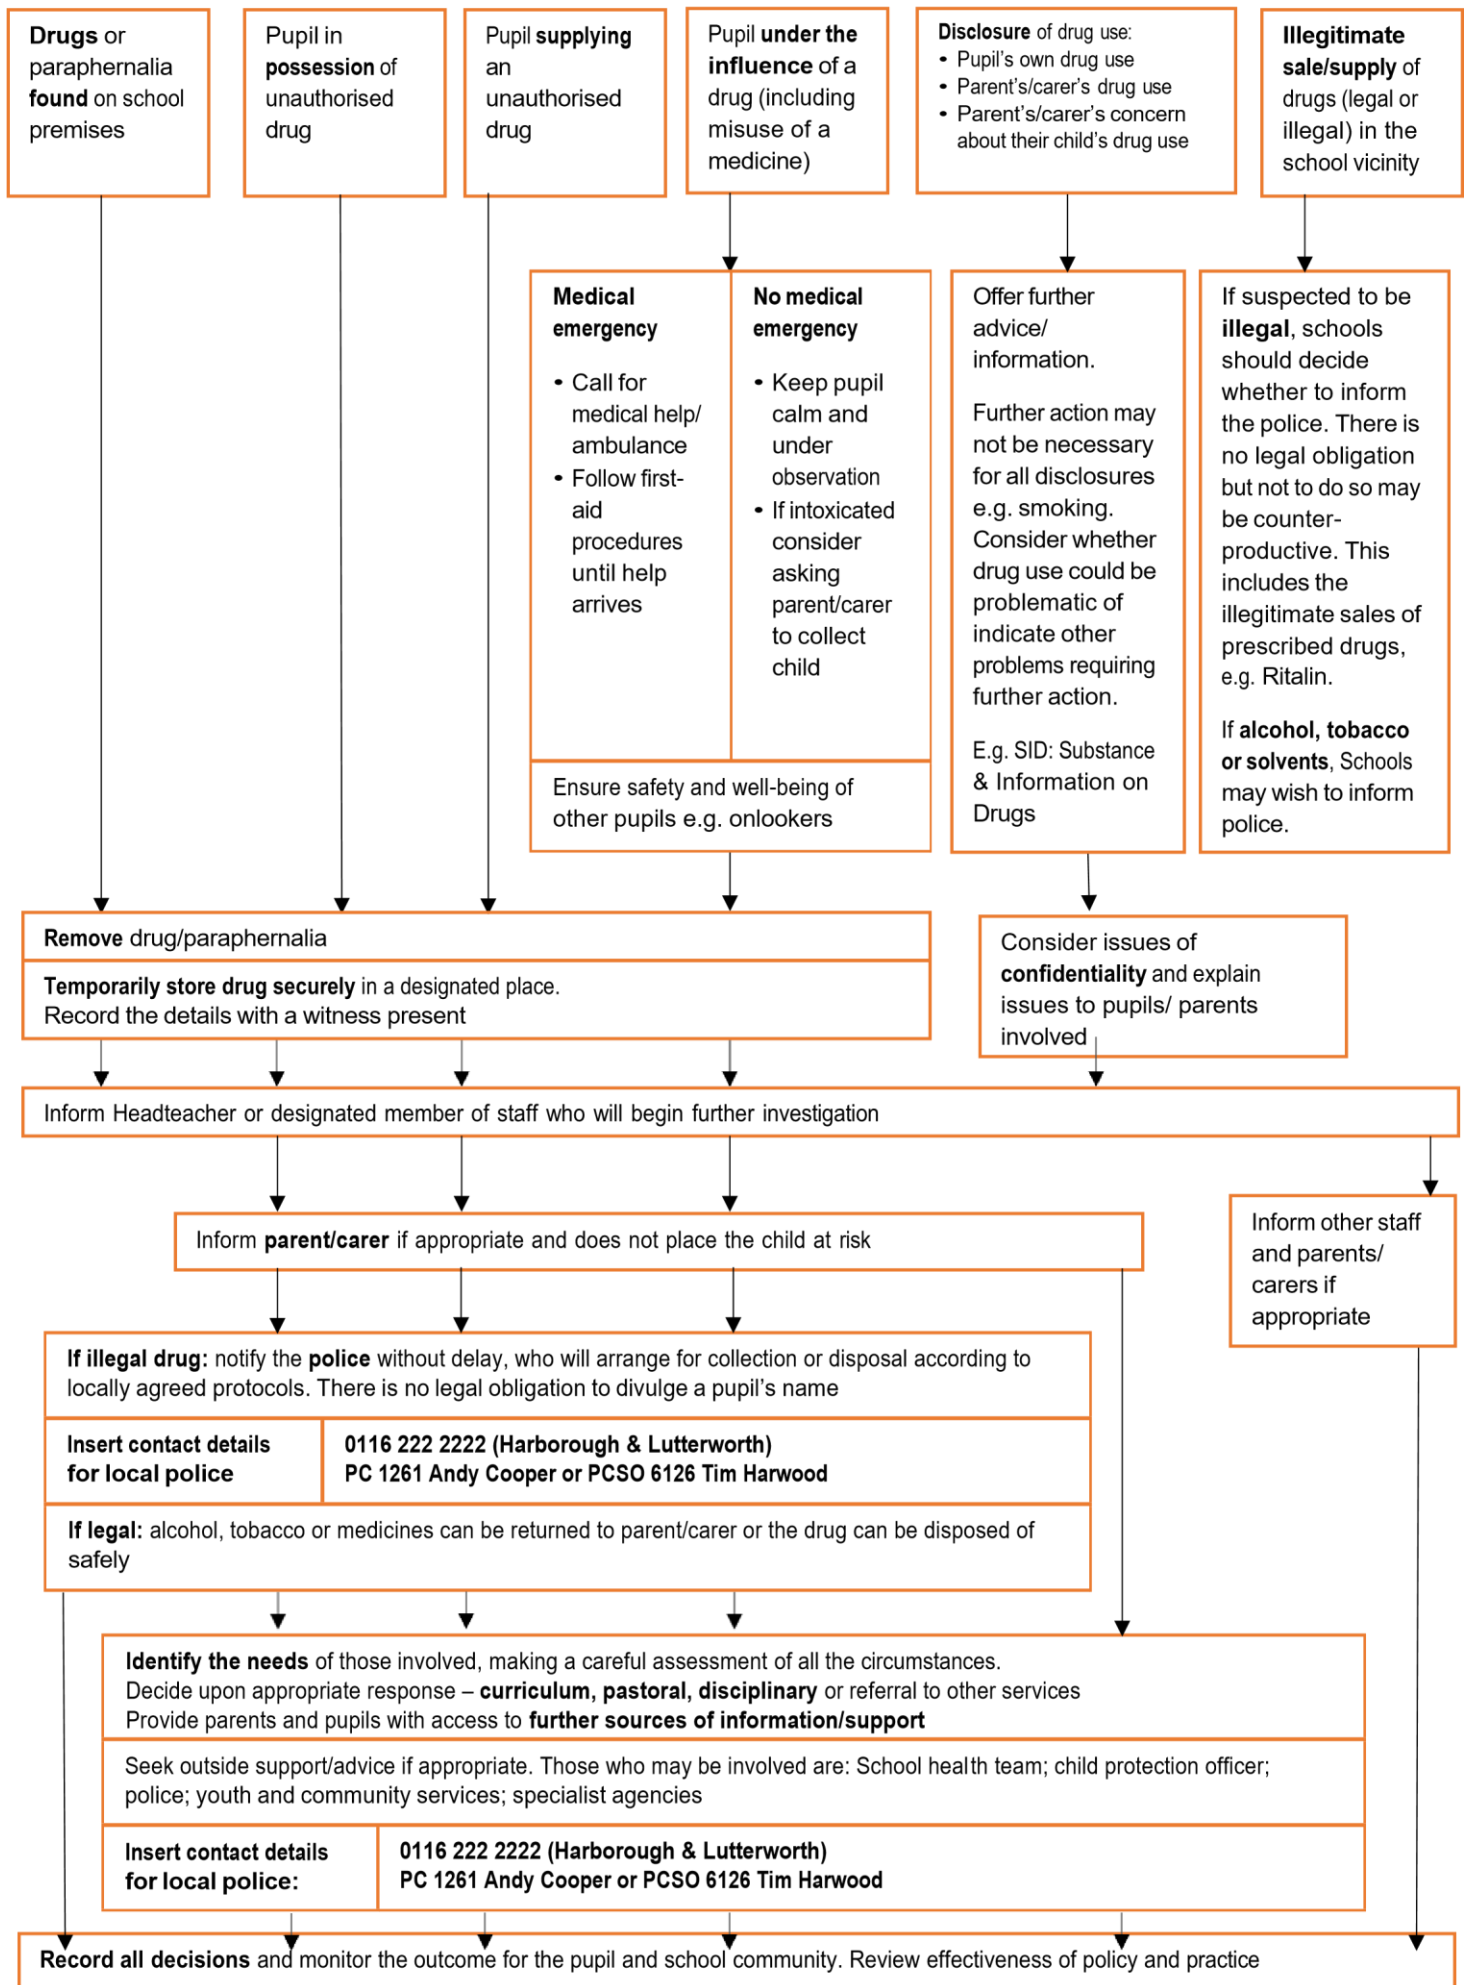 Drugs or
paraphernalia
found on school
premises
Pupil in
possession of
unauthorised
drug
Pupil supplying
an
unauthorised
drug
Pupil under the
influence of a
drug (including
misuse of a
medicine)
Disclosure of drug use:
• Pupil's own drug use
• Parent's/carer's drug use
• Parent's/carer's concern
about their child's drug use
Illegitimate
sale/supply of
drugs (legal or
illegal) in the
school vicinity
Medical
emergency
• Call for
medical help/
ambulance
• Follow first-
aid
procedures
until help
arrives
No medical
emergency
• Keep pupil
calm and
under
observation
• If intoxicated
consider
asking
parent/carer
to collect
child
Ensure safety and well-being of
other pupils e.g. onlookers
Offer further
advice/
information.
Further action may
not be necessary
for all disclosures
e.g. smoking.
Consider whether
drug use could be
problematic of
indicate other
problems requiring
further action.
E.g. SID: Substance
& Information on
Drugs
If suspected to be
illegal, schools
should decide
whether to inform
the police. There is
no legal obligation
but not to do so may
be counter-
productive. This
includes the
illegitimate sales of
prescribed drugs,
e.g. Ritalin.
If alcohol, tobacco
or solvents, Schools
may wish to inform
police.
Remove drug/paraphernalia
Temporarily store drug securely in a designated place.
Record the details with a witness present
Consider issues of
confidentiality and explain
issues to pupils/ parents
involved
Inform Headteacher or designated member of staff who will begin further investigation
Inform parent/carer if appropriate and does not place the child at risk
Inform other staff
and parents/
carers if
appropriate
If illegal drug: notify the police without delay, who will arrange for collection or disposal according to
locally agreed protocols. There is no legal obligation to divulge a pupil's name
Insert contact details
for local police
0116 222 2222 (Harborough & Lutterworth)
PC 1261 Andy Cooper or PCSO 6126 Tim Harwood
If legal: alcohol, tobacco or medicines can be returned to parent/carer or the drug can be disposed of
safely
Identify the needs of those involved, making a careful assessment of all the circumstances.
Decide upon appropriate response – curriculum, pastoral, disciplinary or referral to other services
Provide parents and pupils with access to further sources of information/support
Seek outside support/advice if appropriate. Those who may be involved are: School health team; child protection officer;
police; youth and community services; specialist agencies
Insert contact details
for local police:
0116 222 2222 (Harborough & Lutterworth)
PC 1261 Andy Cooper or PCSO 6126 Tim Harwood
Record all decisions and monitor the outcome for the pupil and school community. Review effectiveness of policy and practice